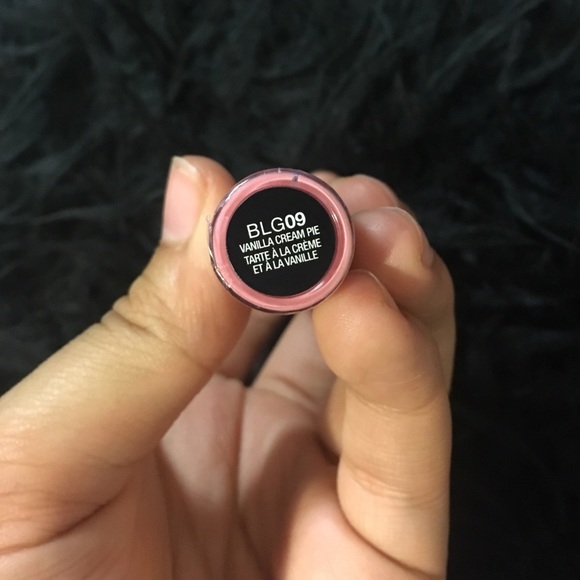 BLG09
VANILLA CREAM PIE
TARTE À LA CRÈME
ET À LA VANILLE